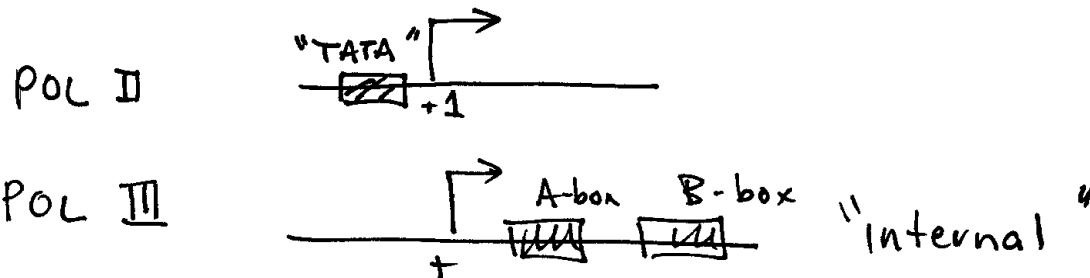 "TATA"
POL II
+1
A-box B-box
POL III "internal"
+